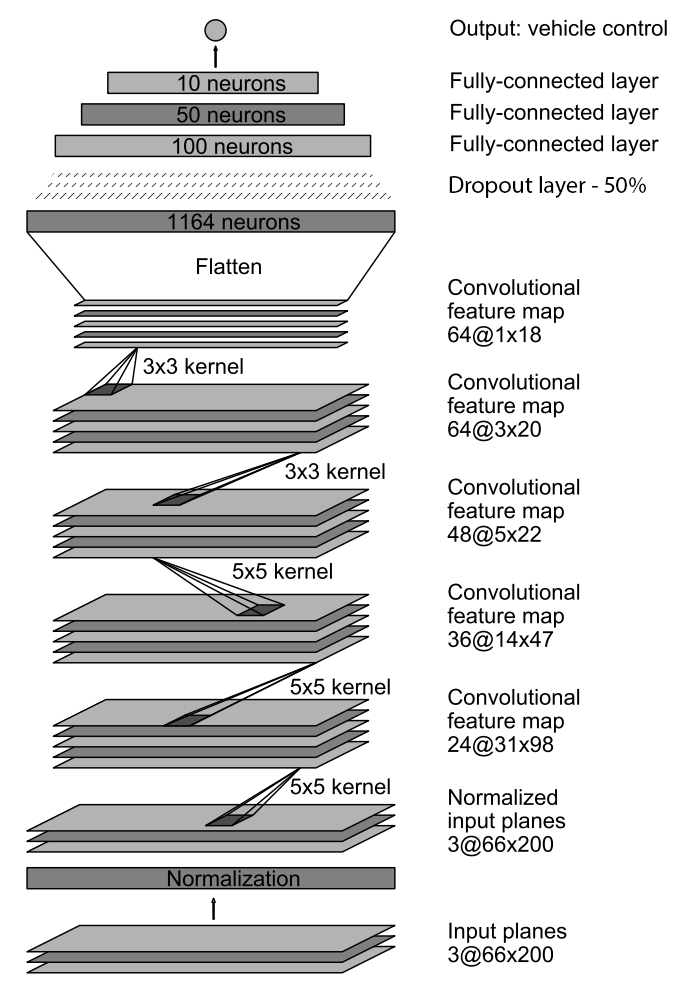 Output: vehicle control
10 neurons
Fully-connected layer
50 neurons
Fully-connected layer
100 neurons
Fully-connected layer
Dropout layer - 50%
1164 neurons
Flatten
Convolutional
feature map
64@1x18
3x3 kernel
Convolutional
feature map
64@3x20
3x3 kernel
Convolutional
feature map
48@5x22
5x5 kernel
Convolutional
feature map
36@14x47
5x5 kernel
Convolutional
feature map
24@31x98
5x5 kernel
Normalized
input planes
3@66x200
Normalization
Input planes
3@66x200